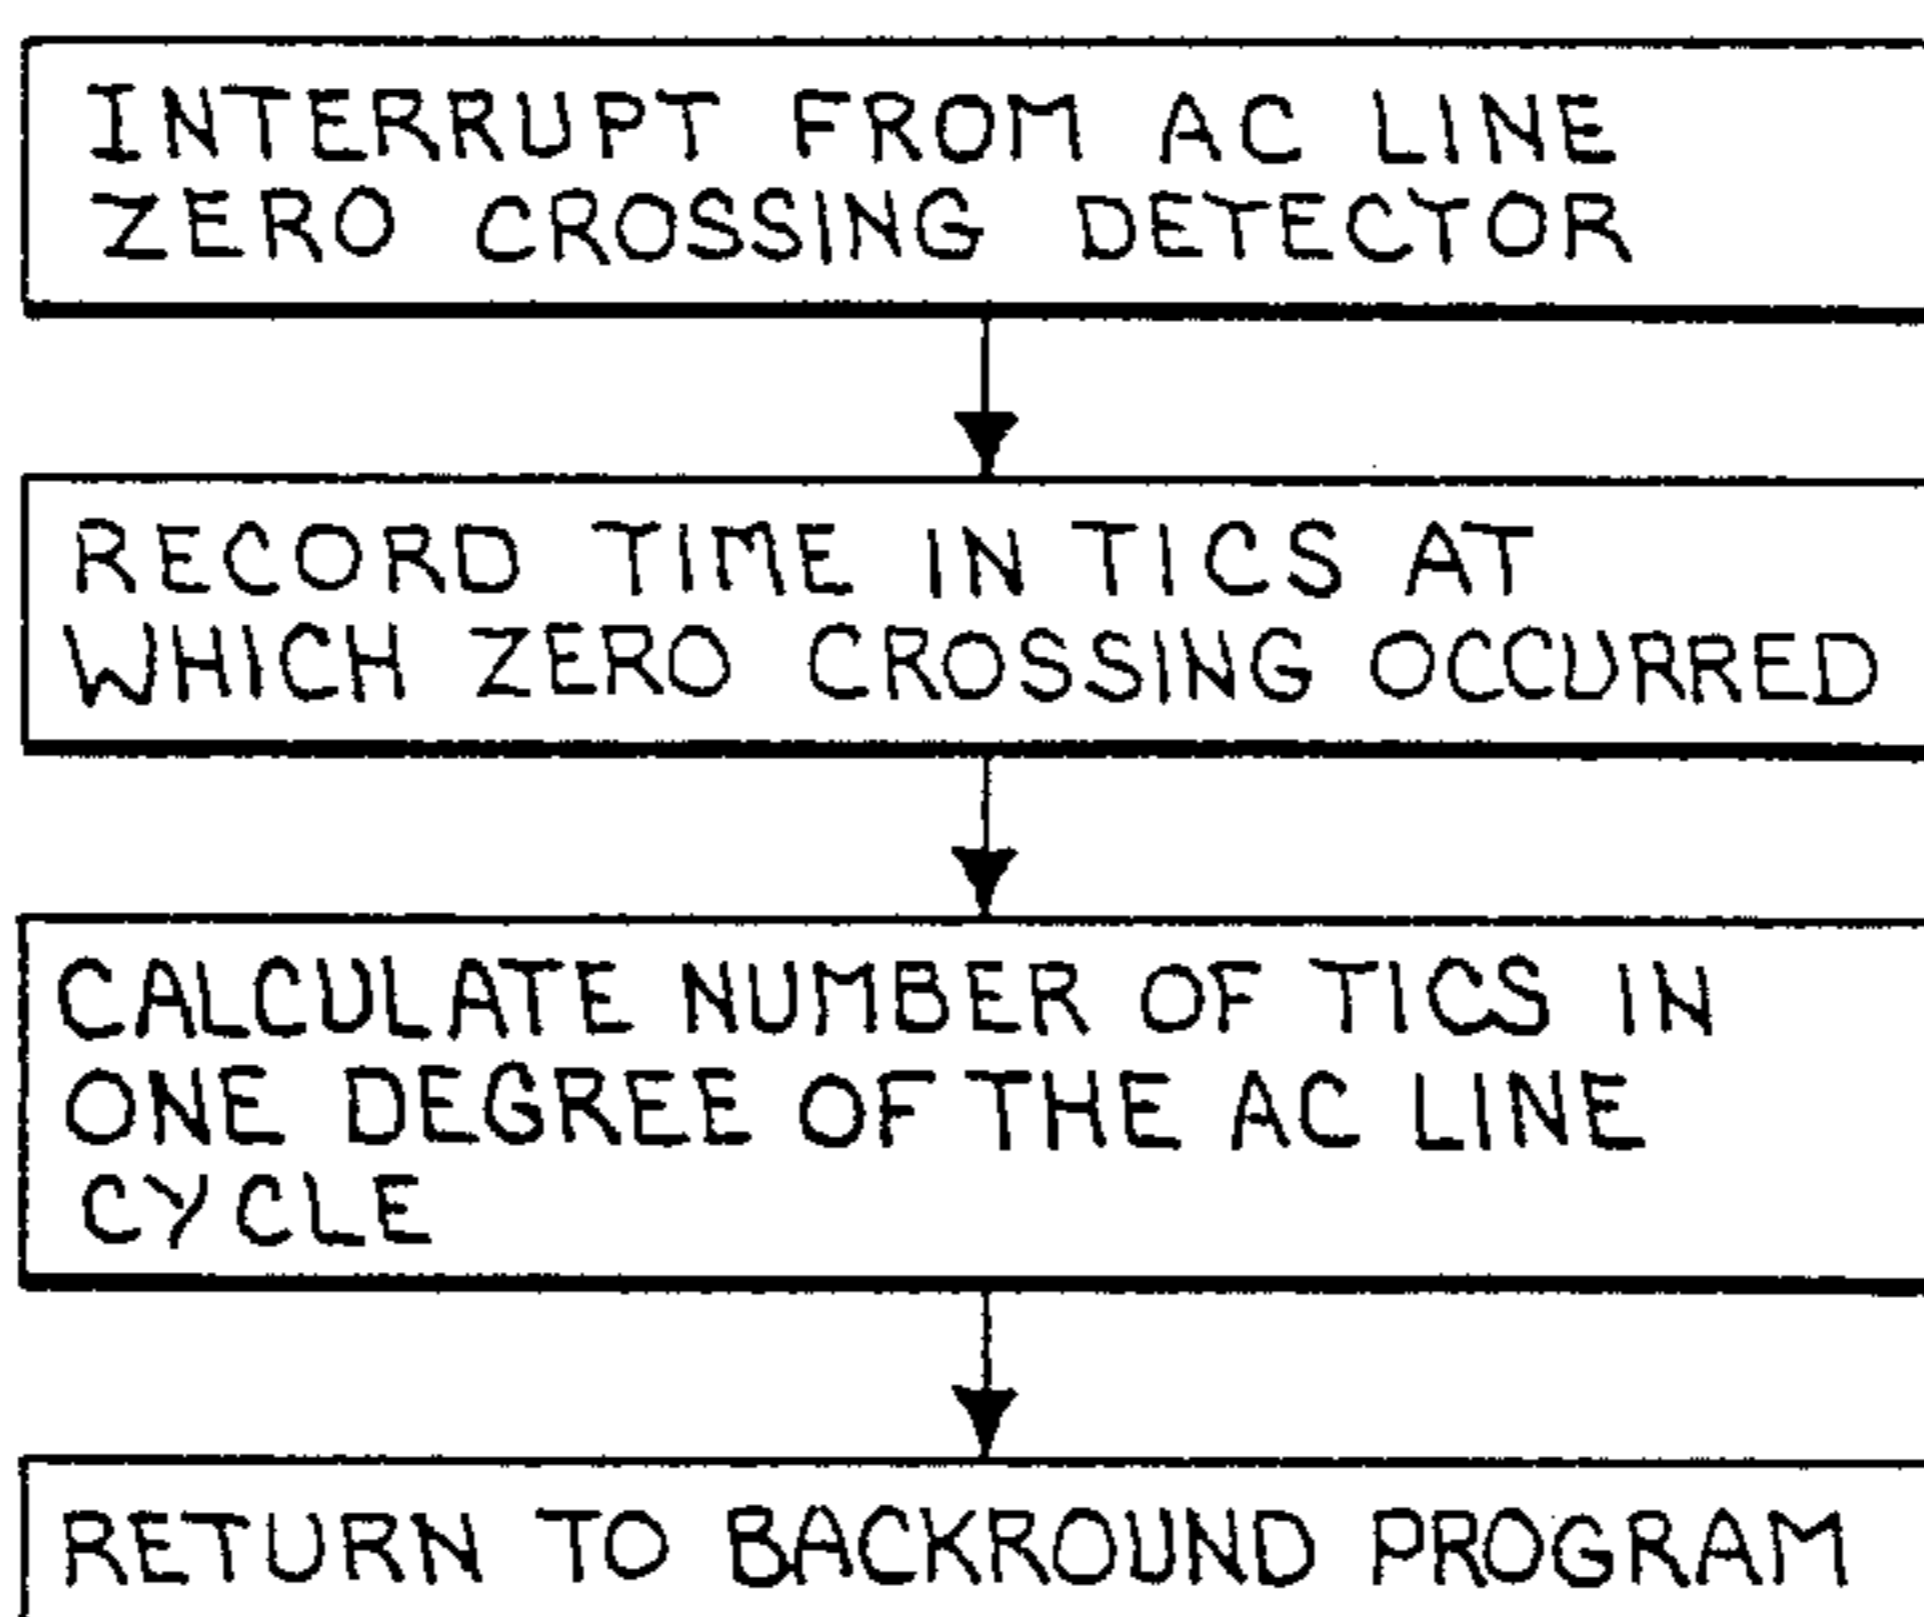 INTERRUPT FROM AC LINE
ZERO CROSSING DETECTOR
RECORD TIME IN TICS AT
WHICH ZERO CROSSING OCCURRED
CALCULATE NUMBER OF TICS IN
ONE DEGREE OF THE AC LINE
CYCLE
RETURN TO BACKROUND PROGRAM